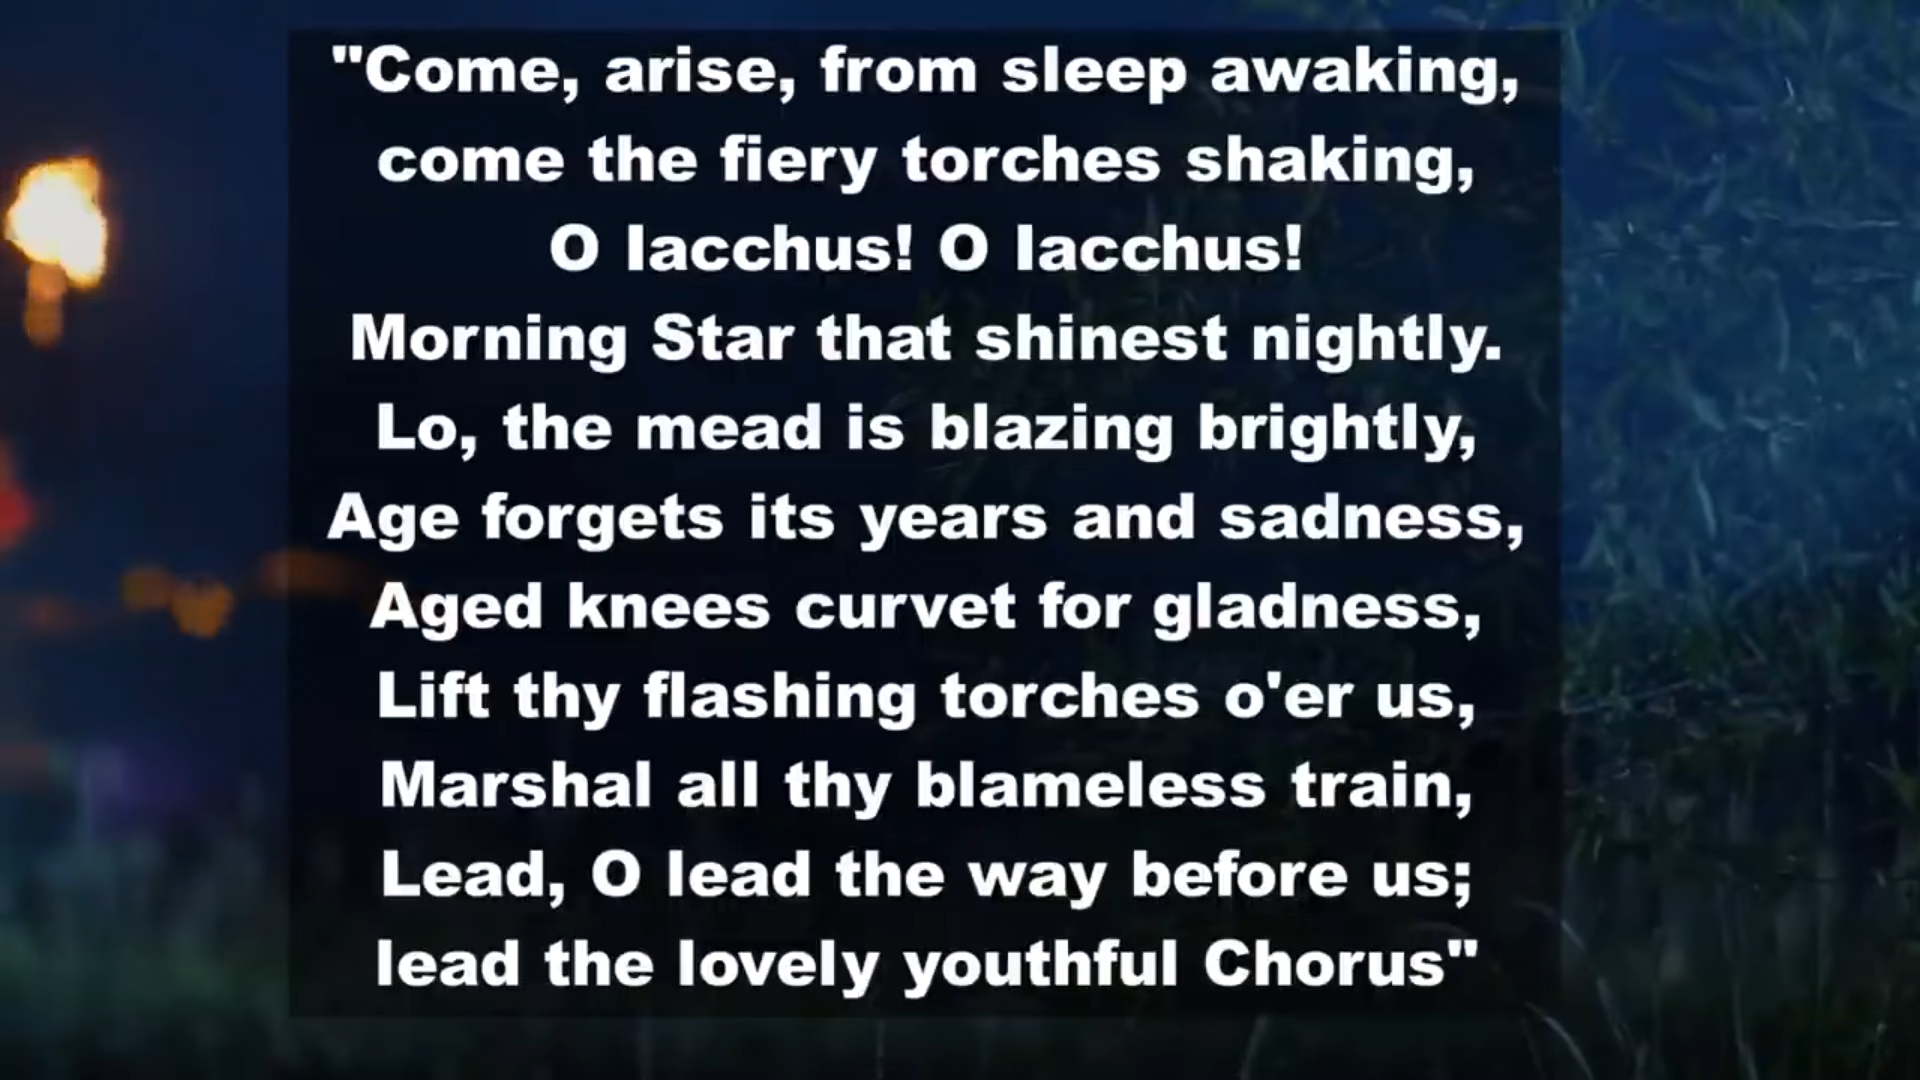 "Come, arise, from sleep awaking,
come the fiery torches shaking,
O Iacchus! O Iacchus!
Morning Star that shinest nightly.
Lo, the mead is blazing brightly,
Age forgets its years and sadness,
Aged knees curvet for gladness,
Lift thy flashing torches o'er us,
Marshal all thy blameless train,
Lead, O lead the way before us;
lead the lovely youthful Chorus"